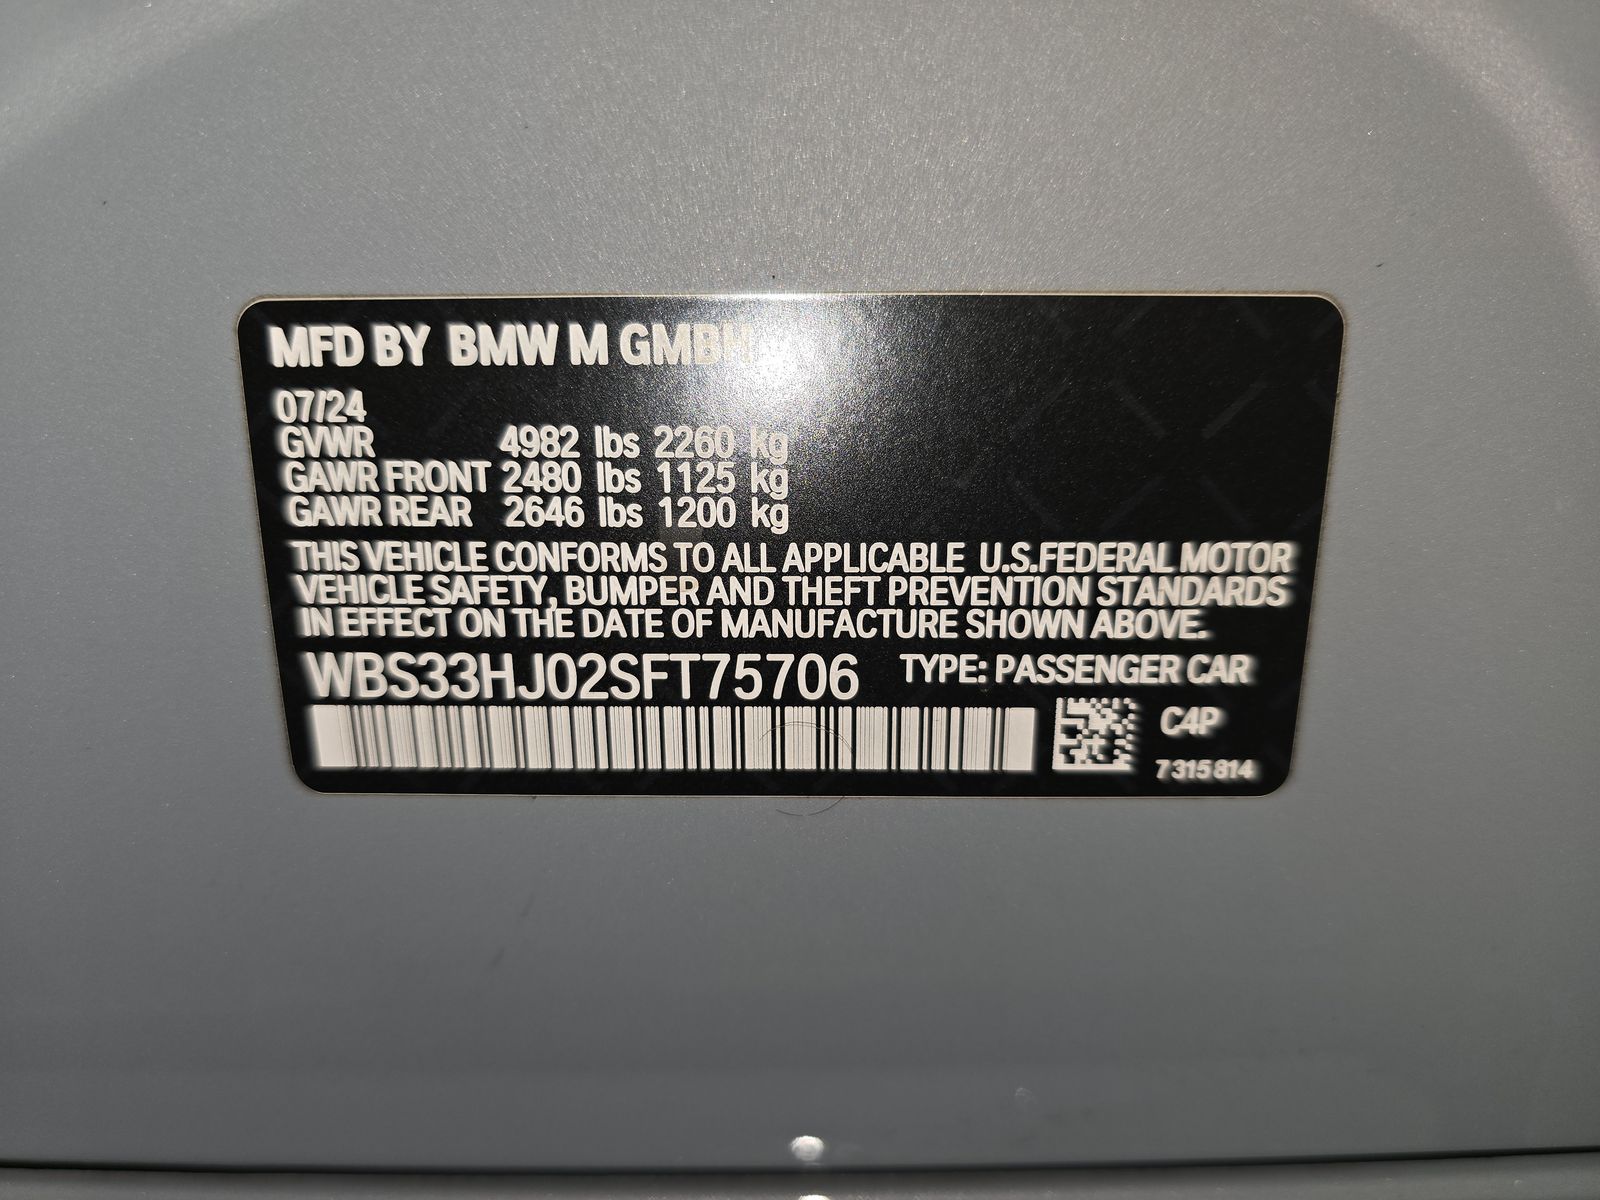 MFD BY BMW M GMBH
07/24
GVWR 4982 lbs 2260 kg
GAWR FRONT 2480 lbs 1125 kg
GAWR REAR 2646 lbs 1200 kg
THIS VEHICLE CONFORMS TO ALL APPLICABLE U.S.FEDERAL MOTOR
VEHICLE SAFETY, BUMPER AND THEFT PREVENTION STANDARDS
IN EFFECT ON THE DATE OF MANUFACTURE SHOWN ABOVE.
WBS33HJ02SFT75706 TYPE: PASSENGER CAR
C4P
7 315 814